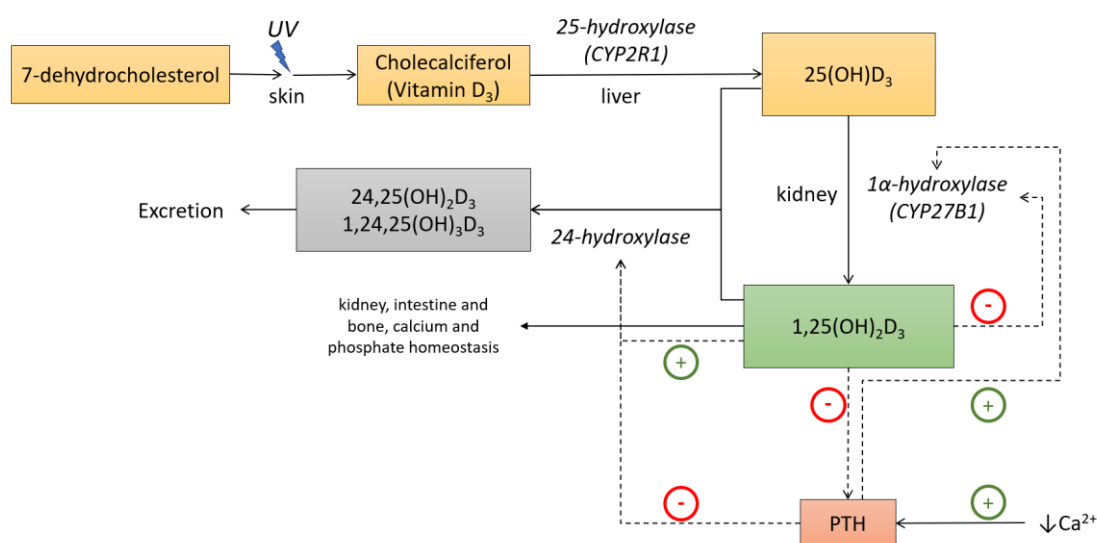 UV
25-hydroxylase
(CYP2R1)
7-dehydrocholesterol
skin
Cholecalciferol
(Vitamin D₃)
liver
25(OH)D₃
kidney
1α-hydroxylase
(CYP27B1)
Excretion
24,25(OH)₂D₃
1,24,25(OH)₃D₃
24-hydroxylase
kidney, intestine and
bone, calcium and
phosphate homeostasis
1,25(OH)₂D₃
-
+
-
+
-
PTH
+
↓Ca²⁺